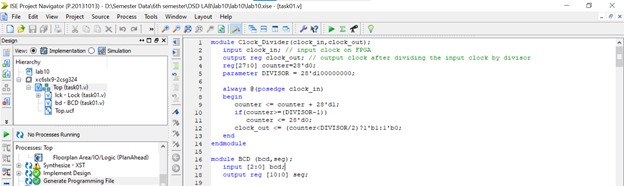 ISE Project Navigator (P.20131013) - D:\Semester Data\6th semester\DSD LAB\lab10\lab10\lab10.xise - [task01.v]
File Edit View Project Source Process Tools Window Layout Help
Design
View: Implementation Simulation
Hierarchy
lab10
xc6slx9-2csg324
Top (task01.v)
lck - Lock (task01.v)
bd - BCD (task01.v)
Top.ucf
No Processes Running
Processes: Top
Floorplan Area/IO/Logic (PlanAhead)
Synthesize - XST
Implement Design
Generate Programming File
1 module Clock_Divider(clock_in,clock_out);
2 input clock_in; // input clock on FPGA
3 output reg clock_out; // output clock after dividing the input clock by divisor
4 reg[27:0] counter=28'd0;
5 parameter DIVISOR = 28'd100000000;
6
7 always @(posedge clock_in)
8 begin
9 counter <= counter + 28'd1;
10 if(counter>=(DIVISOR-1))
11 counter <= 28'd0;
12 clock_out <= (counter<DIVISOR/2)?1'b1:1'b0;
13 end
14 endmodule
15
16 module BCD (bcd,seg);
17 input [2:0] bcd;
18 output reg [10:0] seg;